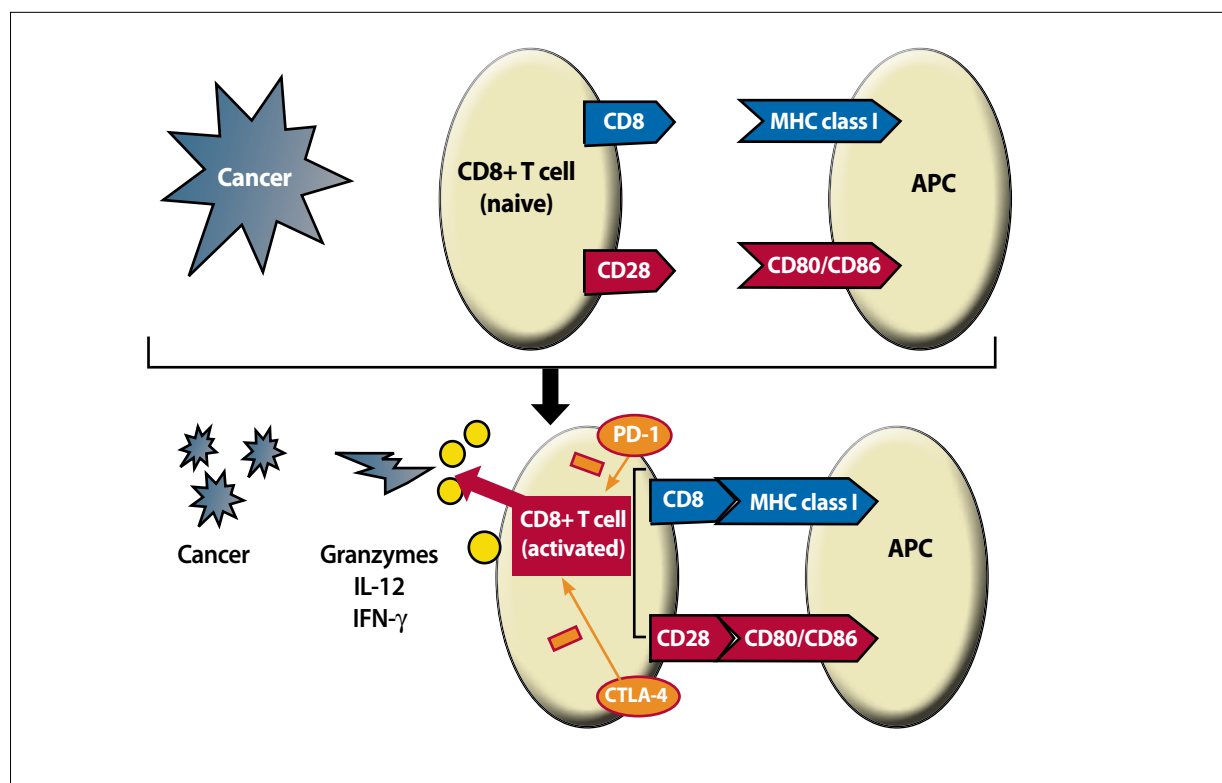 Cancer
CD8+ T cell
(naive)
CD8
MHC class I
APC
CD28
CD80/CD86
PD-1
CD8
MHC class I
CD8+ T cell
(activated)
APC
Cancer
Granzymes
IL-12
IFN-γ
CD28
CD80/CD86
CTLA-4